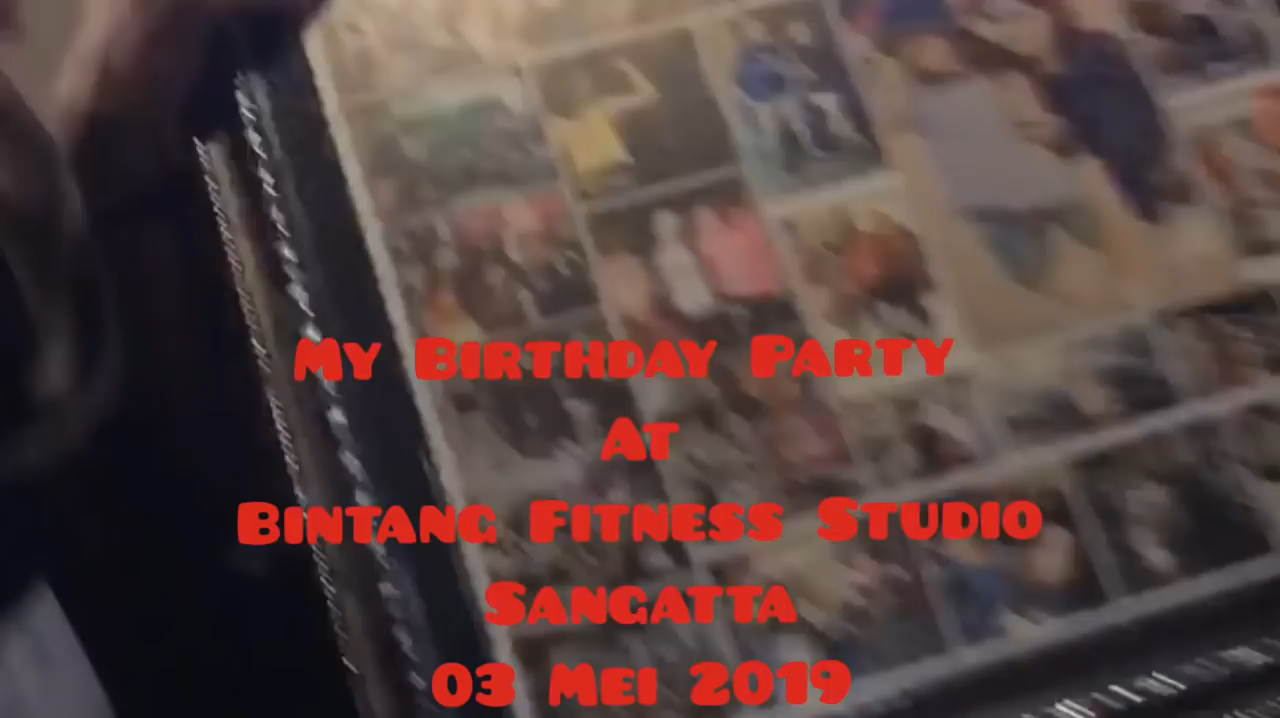 My Birthday Party
At
Bintang Fitness Studio
Sangatta
03 Mei 2019